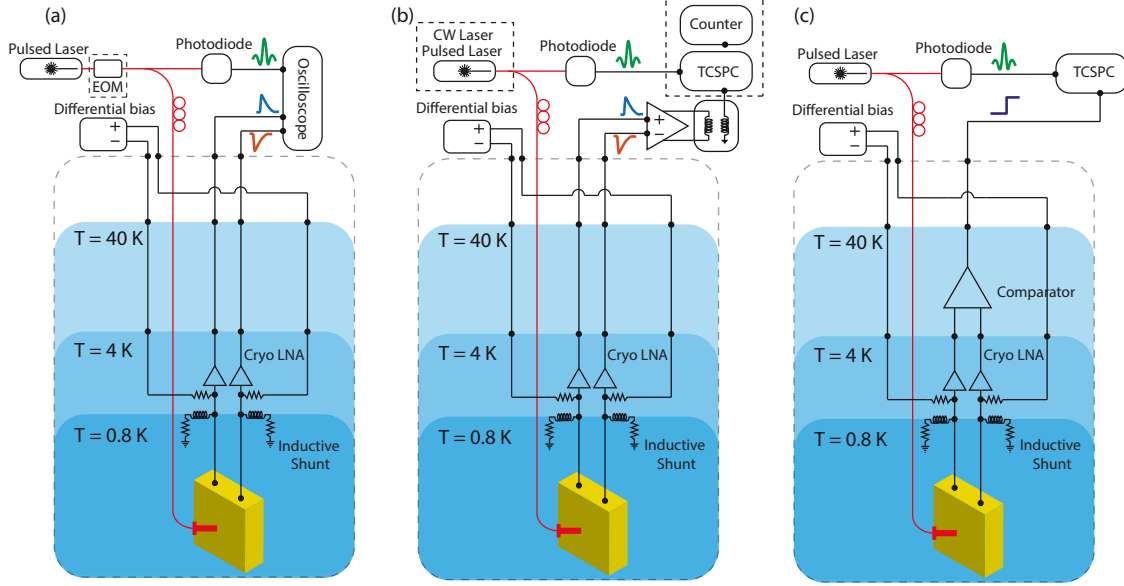 (a)
Pulsed Laser
EOM
Photodiode
Oscilloscope
Differential bias
+
−
T = 40 K
T = 4 K
Cryo LNA
T = 0.8 K
Inductive
Shunt
(b)
CW Laser
Pulsed Laser
Photodiode
Counter
TCSPC
Differential bias
+
−
+
−
T = 40 K
T = 4 K
Cryo LNA
T = 0.8 K
Inductive
Shunt
(c)
Pulsed Laser
Photodiode
TCSPC
Differential bias
+
−
T = 40 K
Comparator
T = 4 K
Cryo LNA
T = 0.8 K
Inductive
Shunt